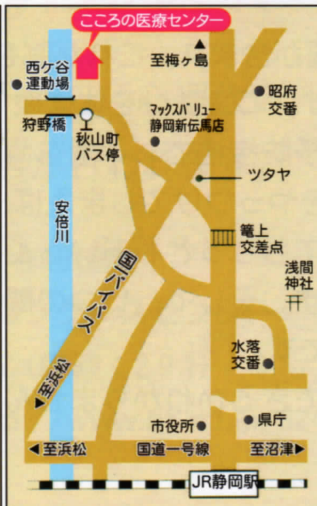 こころの医療センター
西ケ谷
運動場
至梅ヶ島
昭府
交番
狩野橋
秋山町
バス停
マックスバリュー
静岡新伝馬店
ツタヤ
安倍川
籠上
交差点
国一バイパス
浅間
神社
至浜松
水落
交番
市役所
県庁
至浜松
国道一号線
至沼津
JR静岡駅